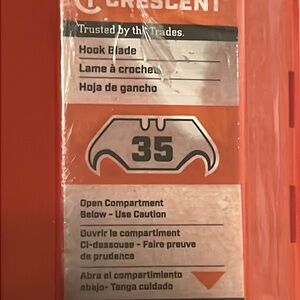 CRESCENT
Trusted by the Trades.
Hook Blade
Lame à crochet
Hoja de gancho
35
Open Compartment
Below - Use Caution
Ouvrir le compartiment
Ci-dessouse - Faire preuve
de prudence
Abra el compartimiento
abajo- Tenga cuidado